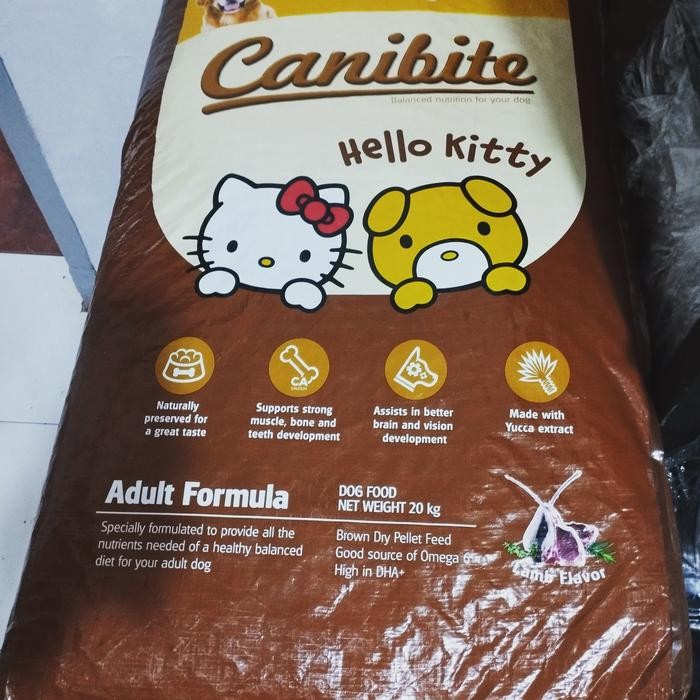 Canibite
Balanced nutrition for your dog
Hello Kitty
Naturally
preserved for
a great taste
CA
Supports strong
muscle, bone and
teeth development
Assists in better
brain and vision
development
Made with
Yucca extract
Adult Formula
Specially formulated to provide all the
nutrients needed of a healthy balanced
diet for your adult dog
DOG FOOD
NET WEIGHT 20 kg
Brown Dry Pellet Feed
Good source of Omega 6
High in DHA+
Lamb Flavor